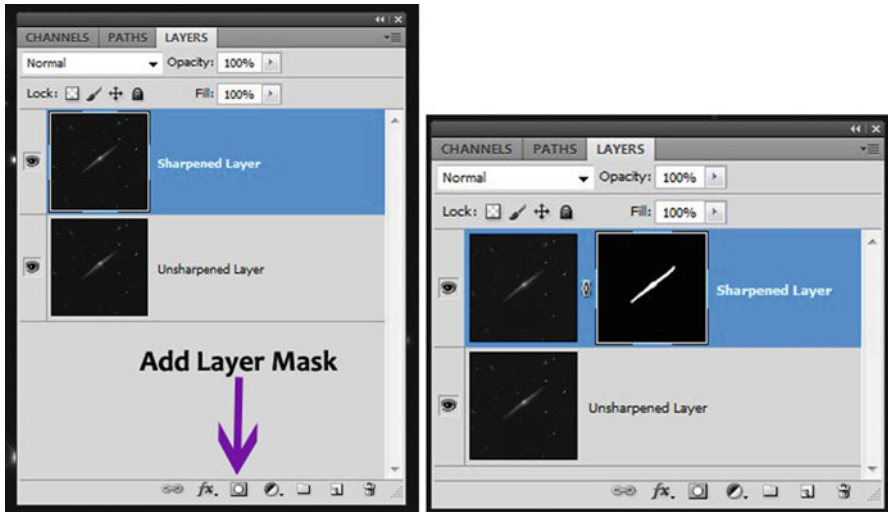 CHANNELS PATHS LAYERS
Normal Opacity: 100%
Lock: Fill: 100%
Sharpened Layer
Unsharpened Layer
Add Layer Mask
fx.
CHANNELS PATHS LAYERS
Normal Opacity: 100%
Lock: Fill: 100%
Sharpened Layer
Unsharpened Layer
fx.